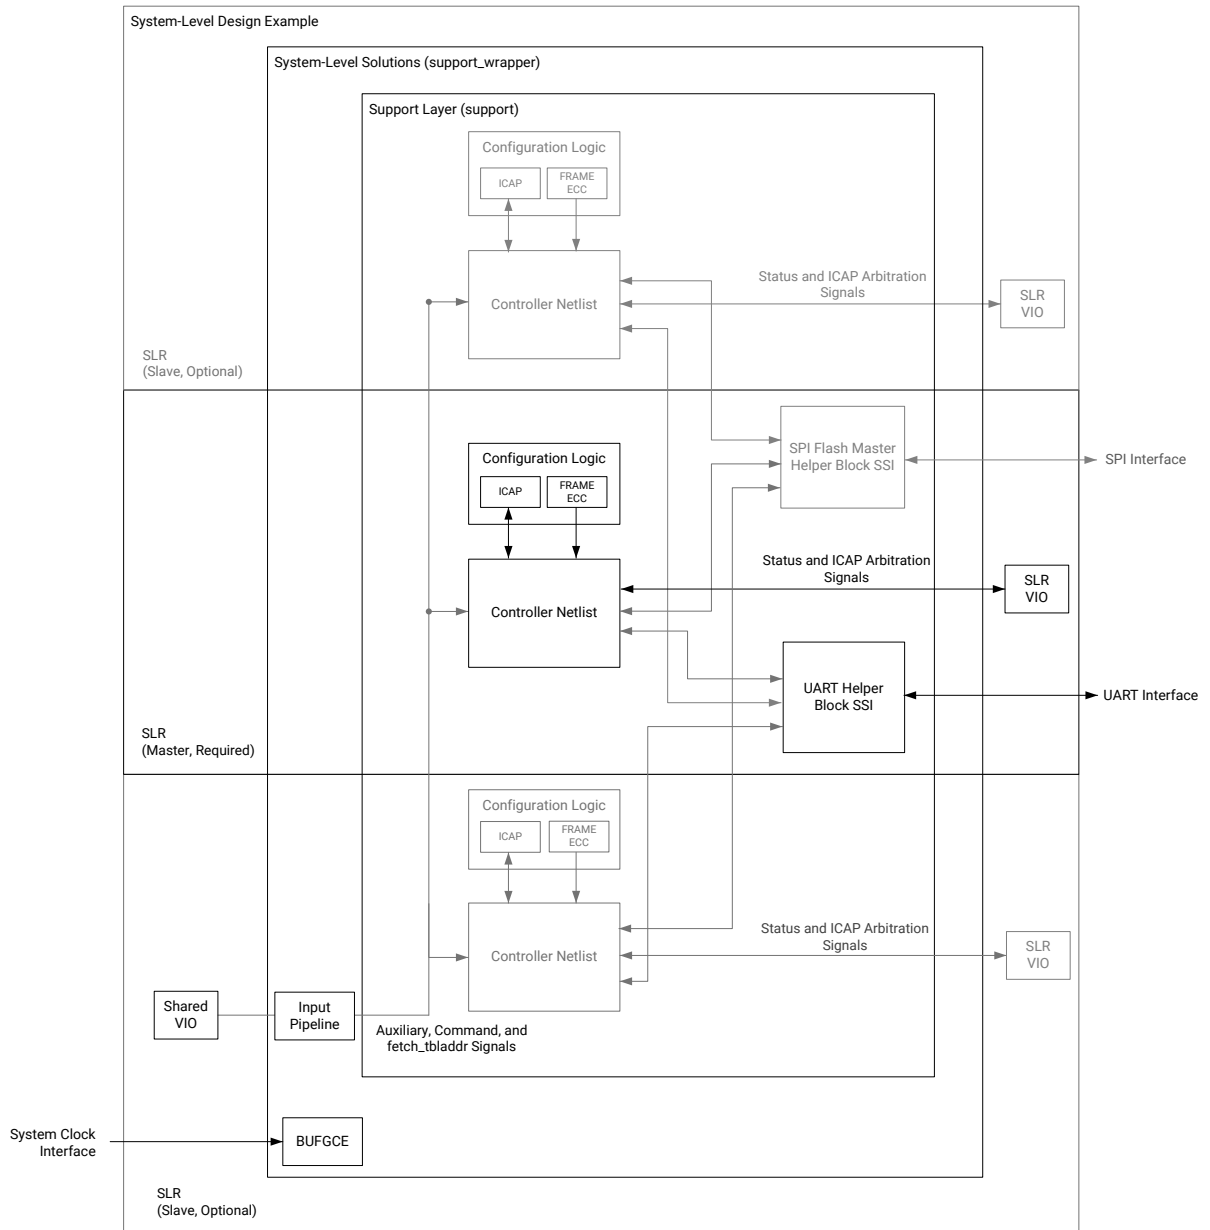 System-Level Design Example
System-Level Solutions (support_wrapper)
Support Layer (support)
Configuration Logic
ICAP
FRAME
ECC
Controller Netlist
Status and ICAP Arbitration
Signals
SLR
VIO
SLR
(Slave, Optional)
SPI Flash Master
Helper Block SSI
SPI Interface
Configuration Logic
ICAP
FRAME
ECC
Controller Netlist
Status and ICAP Arbitration
Signals
SLR
VIO
UART Helper
Block SSI
UART Interface
SLR
(Master, Required)
Configuration Logic
ICAP
FRAME
ECC
Controller Netlist
Status and ICAP Arbitration
Signals
SLR
VIO
Shared
VIO
Input
Pipeline
Auxiliary, Command, and
fetch_tbladdr Signals
System Clock
Interface
BUFGCE
SLR
(Slave, Optional)